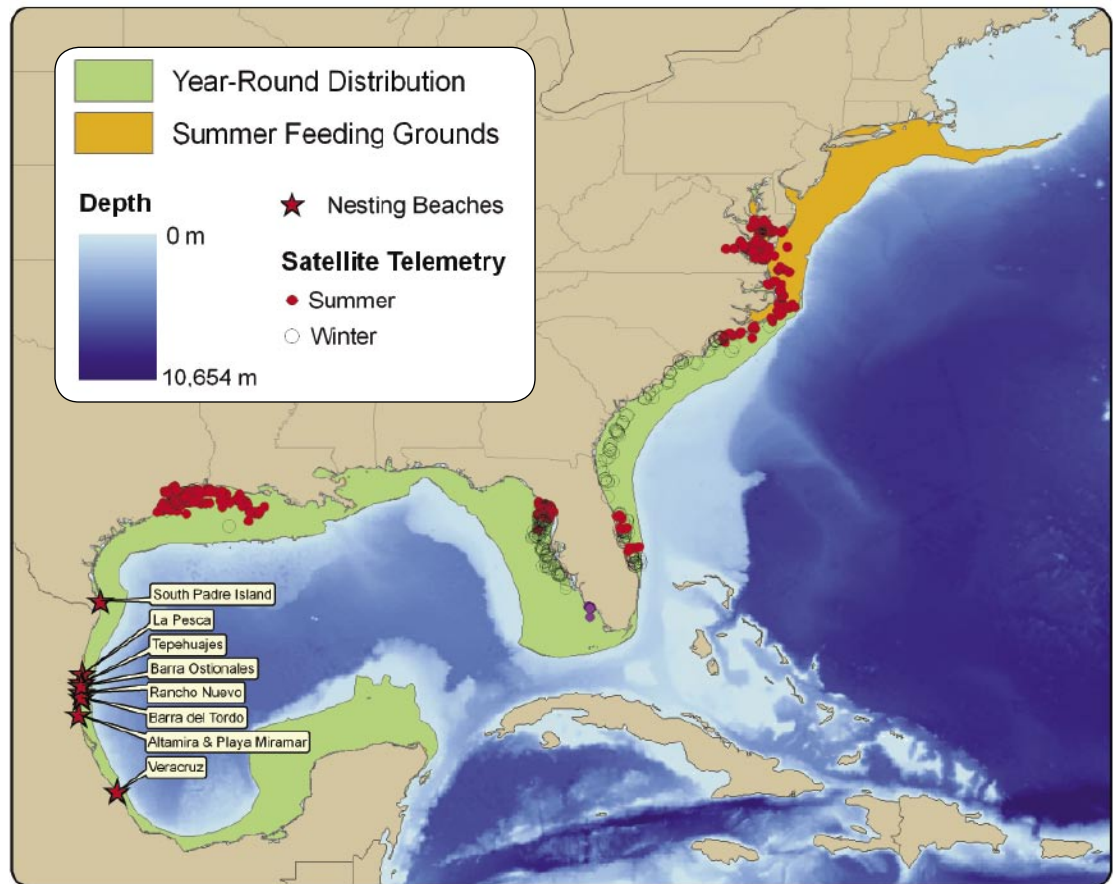 Year-Round Distribution
Summer Feeding Grounds
Depth
0 m
10,654 m
Nesting Beaches
Satellite Telemetry
Summer
Winter
South Padre Island
La Pesca
Tepehuajes
Barra Ostionales
Rancho Nuevo
Barra del Tordo
Altamira & Playa Miramar
Veracruz